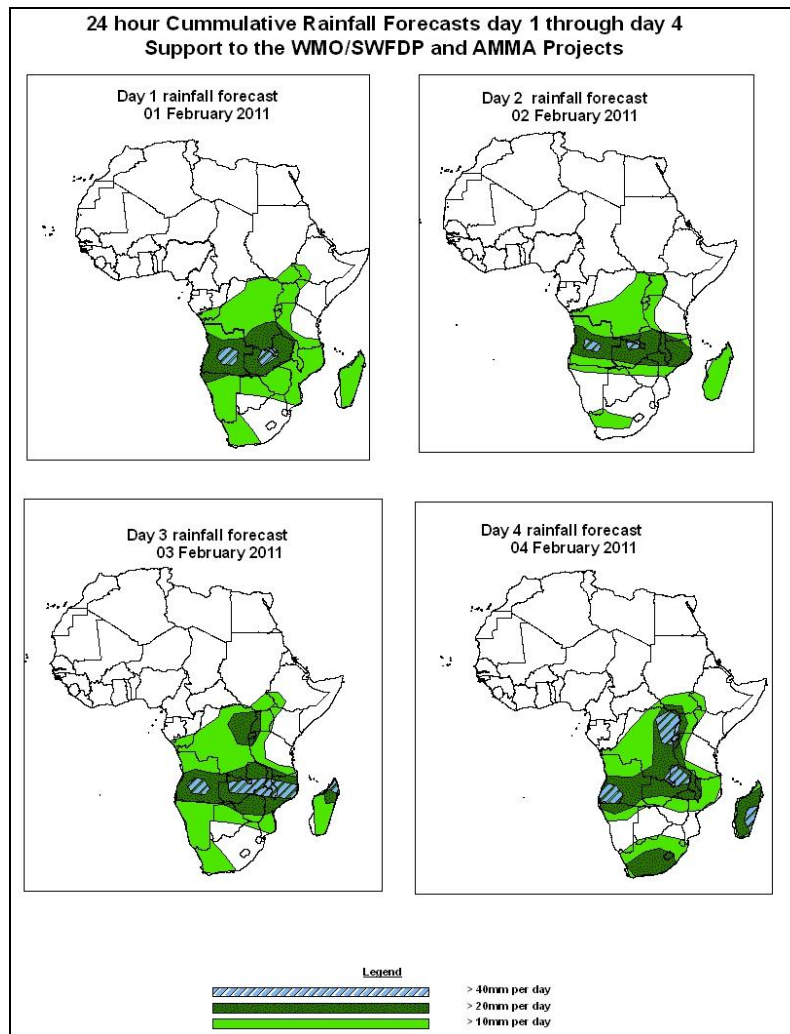 24 hour Cummulative Rainfall Forecasts day 1 through day 4
Support to the WMO/SWFDP and AMMA Projects
Day 1 rainfall forecast
01 February 2011
Day 2 rainfall forecast
02 February 2011
Day 3 rainfall forecast
03 February 2011
Day 4 rainfall forecast
04 February 2011
Legend
> 40mm per day
> 20mm per day
> 10mm per day